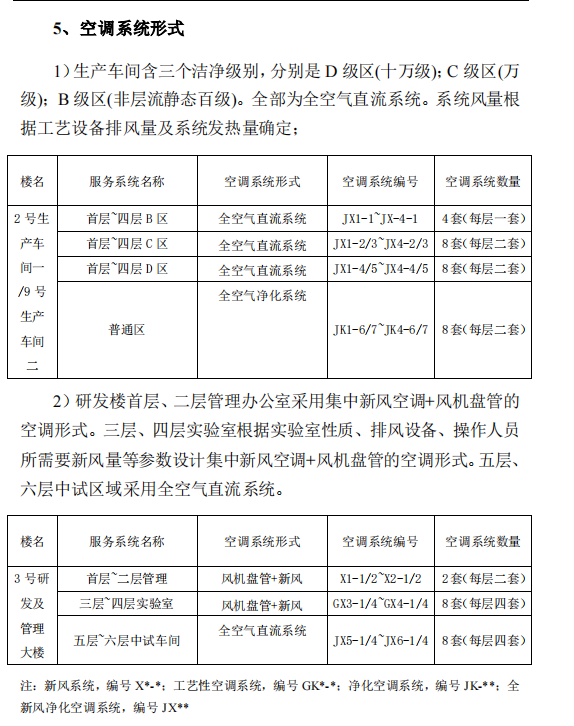 5、空调系统形式
1）生产车间含三个洁净级别，分别是 D 级区(十万级)；C 级区(万
级)；B 级区(非层流静态百级)。全部为全空气直流系统。系统风量根
据工艺设备排风量及系统发热量确定；
楼名 服务系统名称 空调系统形式 空调系统编号 空调系统数量
2 号生
产车
间一
/9 号
生产
车间
二
首层~四层 B 区 全空气直流系统 JX1-1~JX-4-1 4 套(每层一套)
首层~四层 C 区 全空气直流系统 JX1-2/3~JX4-2/3 8 套(每层二套)
首层~四层 D 区 全空气直流系统 JX1-4/5~JX4-4/5 8 套(每层二套)
普通区 全空气净化系统 JK1-6/7~JK4-6/7 8 套(每层二套)
2）研发楼首层、二层管理办公室采用集中新风空调+风机盘管的
空调形式。三层、四层实验室根据实验室性质、排风设备、操作人员
所需要新风量等参数设计集中新风空调+风机盘管的空调形式。五层、
六层中试区域采用全空气直流系统。
楼名 服务系统名称 空调系统形式 空调系统编号 空调系统数量
3 号研
发及
管理
大楼
首层~二层管理 风机盘管+新风 X1-1/2~X2-1/2 2 套(每层二套)
三层~四层实验室 风机盘管+新风 GX3-1/4~GX4-1/4 8 套(每层四套)
五层~六层中试车间 全空气直流系统 JX5-1/4~JX6-1/4 8 套(每层四套)
注：新风系统，编号 X*-*；工艺性空调系统，编号 GK*-*；净化空调系统，编号 JK-**；全
新风净化空调系统，编号 JX**